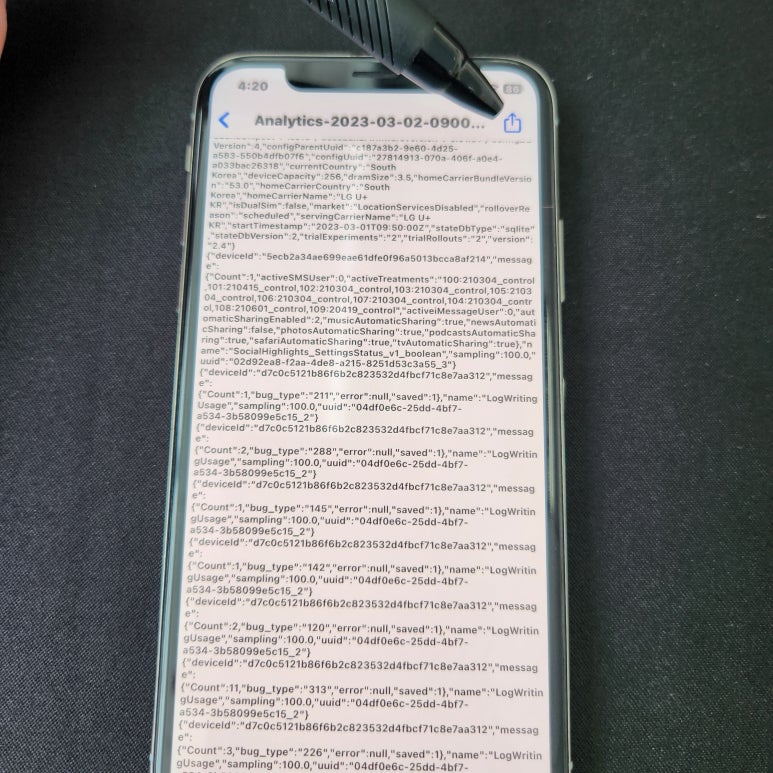 4:20
88
Analytics-2023-03-02-0900...
Version":4,"configParentUuid":"c187a3b2-9e60-4d25-
a583-550b4dfb07f6","configUuid":"27814913-070a-406f-a0e4-
a033bac26318","currentCountry":"South
Korea","deviceCapacity":256,"dramSize":3.5,"homeCarrierBundleVersio
n":"53.0","homeCarrierCountry":"South
Korea","homeCarrierName":"LG U+
KR","isDualSim":false,"market":"LocationServicesDisabled","rolloverRe
ason":"scheduled","servingCarrierName":"LG U+
KR","startTimestamp":"2023-03-01T09:50:00Z","stateDbType":"sqlite"
,"stateDbVersion":2,"trialExperiments":"2","trialRollouts":"2","version":
"2.4"}
{"deviceId":"5ecb2a34ae699eae61dfe0f96a5013bcca8af214","messag
e":
{"Count":1,"activeSMSUser":0,"activeTreatments":"100:210304_control
,101:210415_control,102:210304_control,103:210304_control,105:2103
04_control,106:210304_control,107:210304_control,104:210304_contr
ol,108:210601_control,109:20419_control","activeiMessageUser":0,"aut
omaticSharingEnabled":2,"musicAutomaticSharing":true,"newsAutomati
cSharing":false,"photosAutomaticSharing":true,"podcastsAutomaticSha
ring":true,"safariAutomaticSharing":true,"tvAutomaticSharing":true},"n
ame":"SocialHighlights_SettingsStatus_v1_boolean","sampling":100.0,"
uuid":"02d92ea8-f2aa-4de8-a215-8251d53c3a55_3"}
{"deviceId":"d7c0c5121b86f6b2c823532d4fbcf71c8e7aa312","messag
e":
{"Count":1,"bug_type":"211","error":null,"saved":1},"name":"LogWriting
Usage","sampling":100.0,"uuid":"04df0e6c-25dd-4bf7-
a534-3b58099e5c15_2"}
{"deviceId":"d7c0c5121b86f6b2c823532d4fbcf71c8e7aa312","messag
e":
{"Count":2,"bug_type":"288","error":null,"saved":1},"name":"LogWritin
gUsage","sampling":100.0,"uuid":"04df0e6c-25dd-4bf7-
a534-3b58099e5c15_2"}
{"deviceId":"d7c0c5121b86f6b2c823532d4fbcf71c8e7aa312","messag
e":
{"Count":1,"bug_type":"145","error":null,"saved":1},"name":"LogWritin
gUsage","sampling":100.0,"uuid":"04df0e6c-25dd-4bf7-
a534-3b58099e5c15_2"}
{"deviceId":"d7c0c5121b86f6b2c823532d4fbcf71c8e7aa312","messag
e":
{"Count":1,"bug_type":"142","error":null,"saved":1},"name":"LogWritin
gUsage","sampling":100.0,"uuid":"04df0e6c-25dd-4bf7-
a534-3b58099e5c15_2"}
{"deviceId":"d7c0c5121b86f6b2c823532d4fbcf71c8e7aa312","messag
e":
{"Count":2,"bug_type":"120","error":null,"saved":1},"name":"LogWritin
gUsage","sampling":100.0,"uuid":"04df0e6c-25dd-4bf7-
a534-3b58099e5c15_2"}
{"deviceId":"d7c0c5121b86f6b2c823532d4fbcf71c8e7aa312","messag
e":
{"Count":11,"bug_type":"313","error":null,"saved":1},"name":"LogWritin
gUsage","sampling":100.0,"uuid":"04df0e6c-25dd-4bf7-
a534-3b58099e5c15_2"}
{"deviceId":"d7c0c5121b86f6b2c823532d4fbcf71c8e7aa312","messag
e":
{"Count":3,"bug_type":"226","error":null,"saved":1},"name":"LogWritin
gUsage","sampling":100.0,"uuid":"04df0e6c-25dd-4bf7-